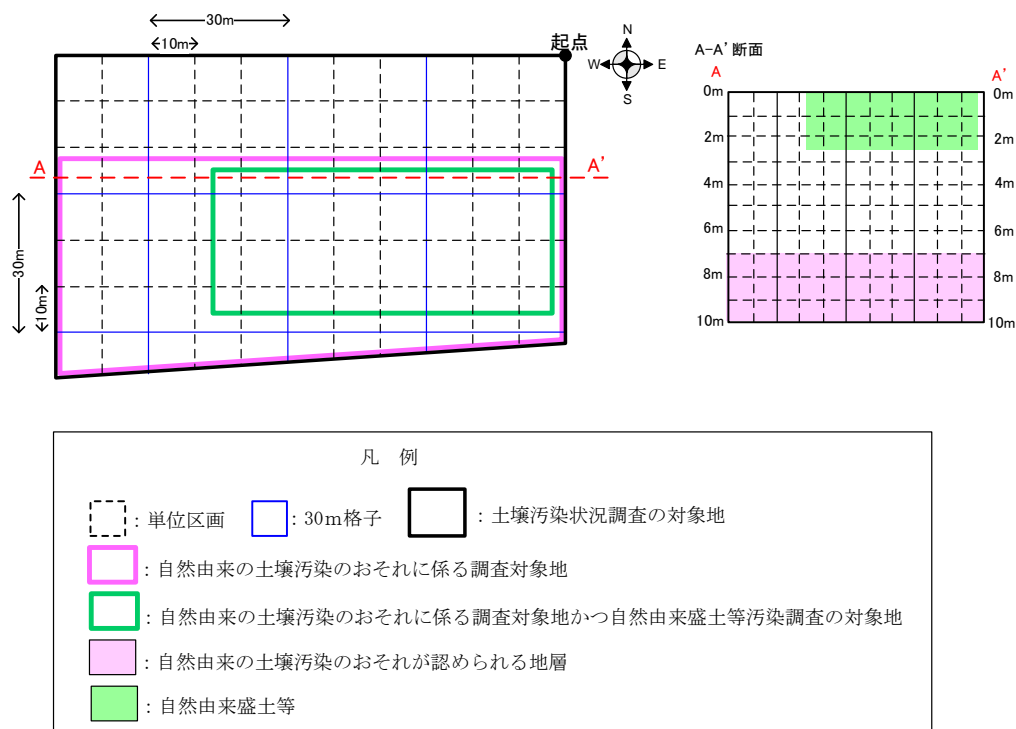 30m
10m
起点
N
W
E
S
A
A'
30m
10m
A-A'断面
A
A'
0m
2m
4m
6m
8m
10m
0m
2m
4m
6m
8m
10m
凡 例
：単位区画
：30m格子
：土壌汚染状況調査の対象地
：自然由来の土壌汚染のおそれに係る調査対象地
：自然由来の土壌汚染のおそれに係る調査対象地かつ自然由来盛土等汚染調査の対象地
：自然由来の土壌汚染のおそれが認められる地層
：自然由来盛土等